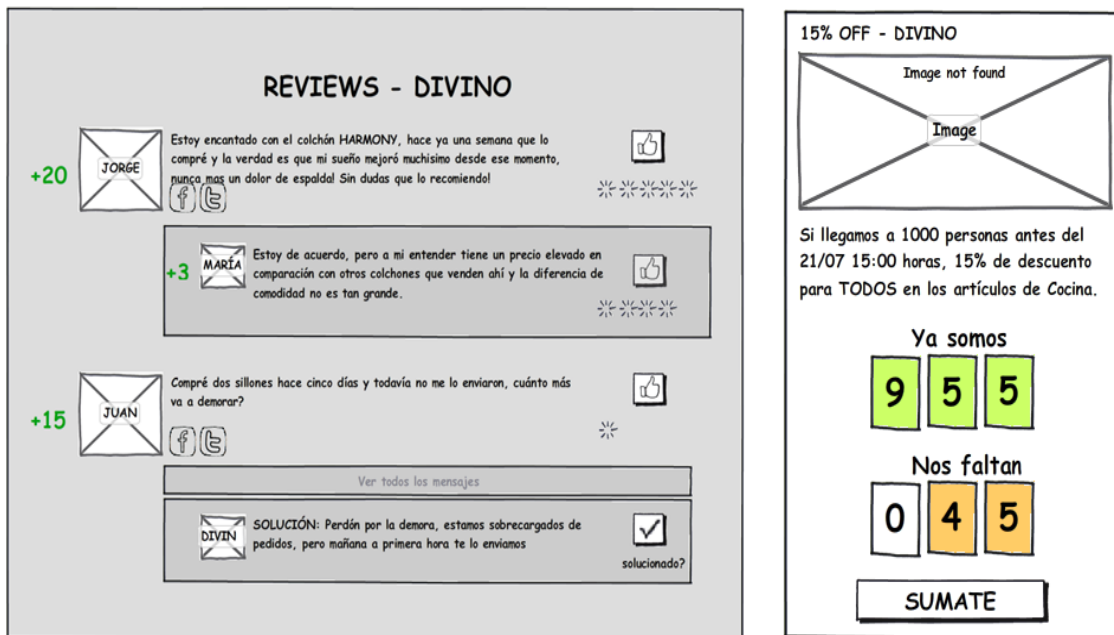 REVIEWS - DIVINO
+20
JORGE
Estoy encantado con el colchón HARMONY, hace ya una semana que lo
compré y la verdad es que mi sueño mejoró muchisimo desde ese momento,
nunca mas un dolor de espalda! Sin dudas que lo recomiendo!
f t
+3
MARÍA
Estoy de acuerdo, pero a mi entender tiene un precio elevado en
comparación con otros colchones que venden ahí y la diferencia de
comodidad no es tan grande.
+15
JUAN
Compré dos sillones hace cinco días y todavía no me lo enviaron, cuánto más
va a demorar?
f t
Ver todos los mensajes
DIVIN
SOLUCIÓN: Perdón por la demora, estamos sobrecargados de
pedidos, pero mañana a primera hora te lo enviamos
solucionado?
15% OFF - DIVINO
Image not found
Image
Si llegamos a 1000 personas antes del
21/07 15:00 horas, 15% de descuento
para TODOS en los artículos de Cocina.
Ya somos
9 5 5
Nos faltan
0 4 5
SUMATE